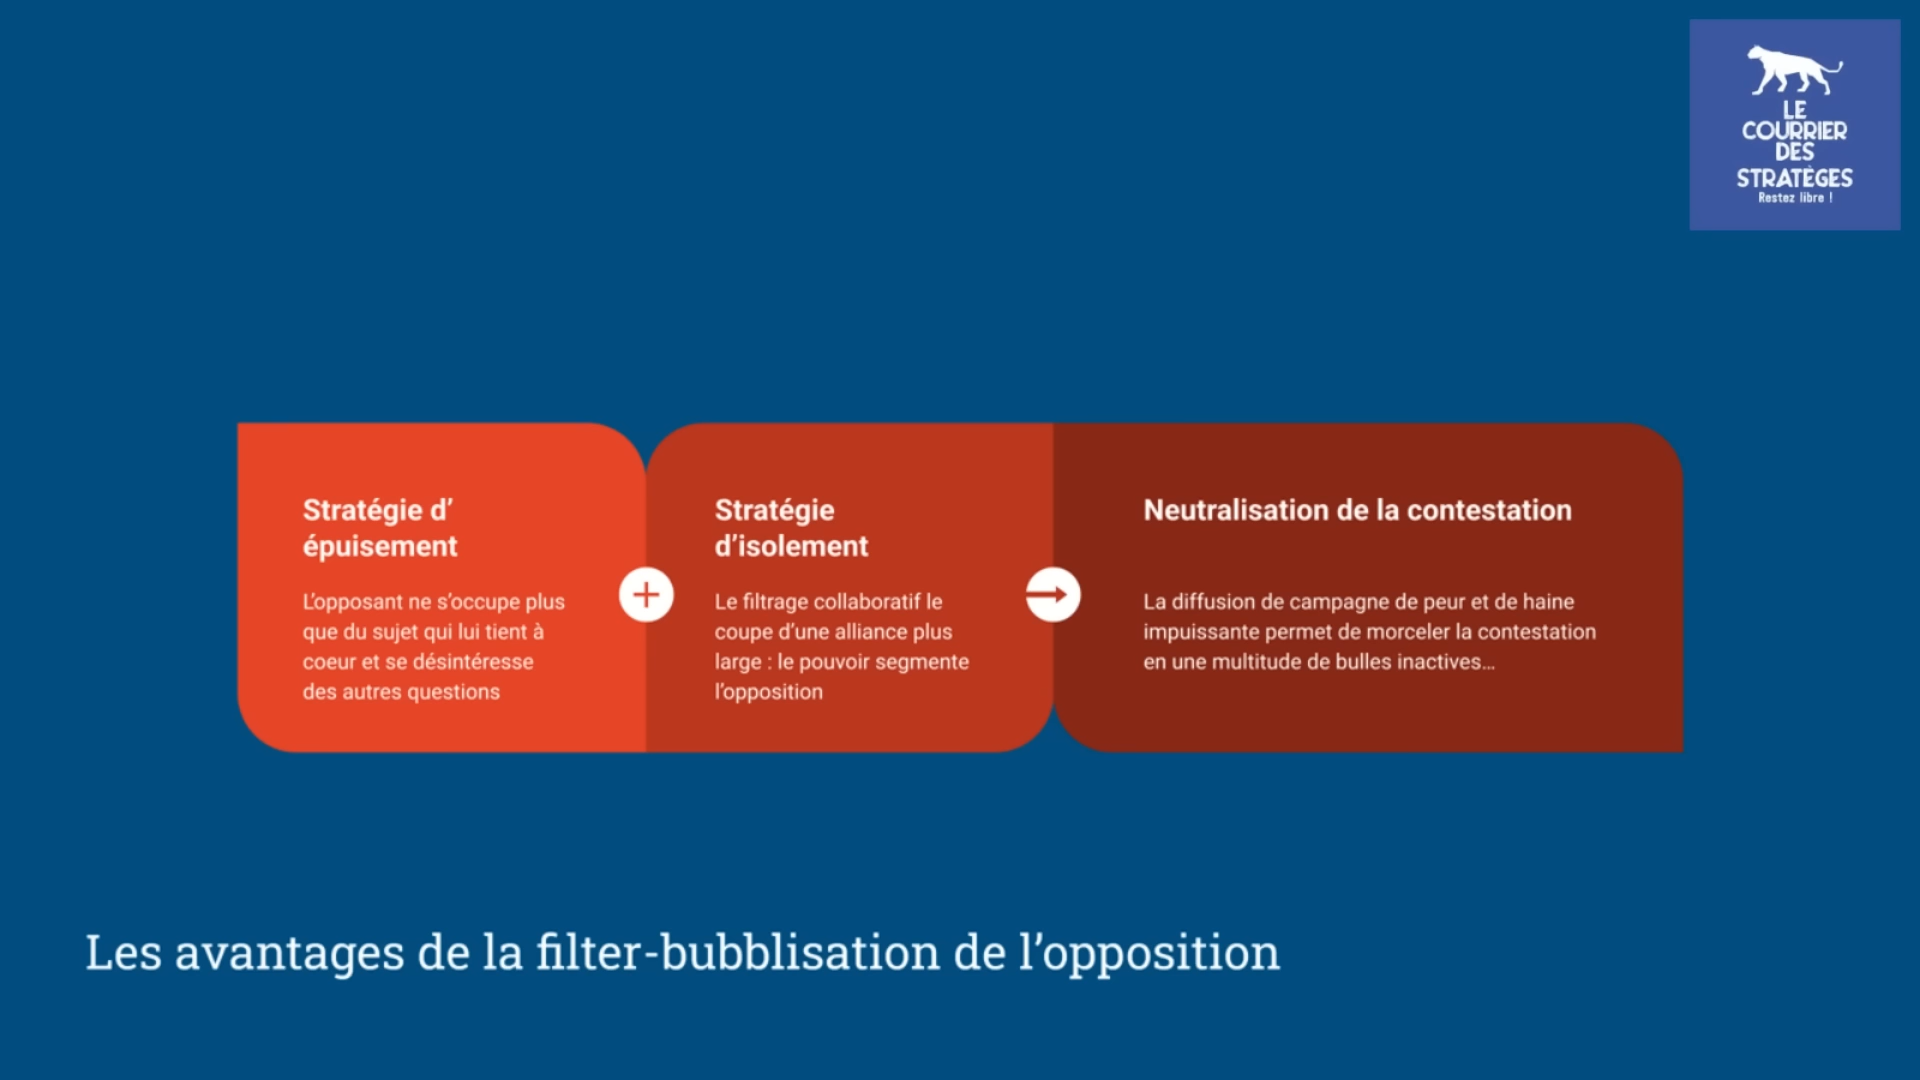 LE
COURRIER
DES
STRATÈGES
Restez libre !
Stratégie d’
épuisement
L’opposant ne s’occupe plus
que du sujet qui lui tient à
coeur et se désintéresse
des autres questions
Stratégie
d’isolement
Le filtrage collaboratif le
coupe d’une alliance plus
large : le pouvoir segmente
l’opposition
Neutralisation de la contestation
La diffusion de campagne de peur et de haine
impuissante permet de morceler la contestation
en une multitude de bulles inactives...
Les avantages de la filter-bubblisation de l’opposition